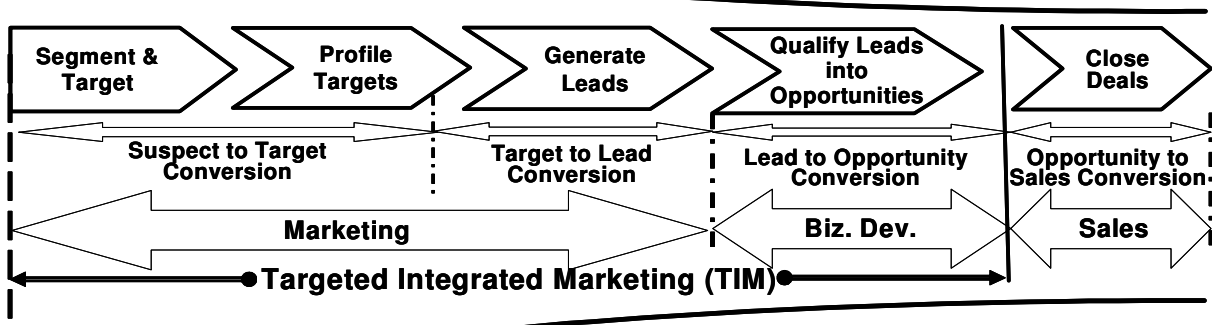 Segment &
Target
Profile
Targets
Generate
Leads
Qualify Leads
into
Opportunities
Close
Deals
Suspect to Target
Conversion
Target to Lead
Conversion
Lead to Opportunity
Conversion
Opportunity to
Sales Conversion
Marketing
Biz. Dev.
Sales
Targeted Integrated Marketing (TIM)